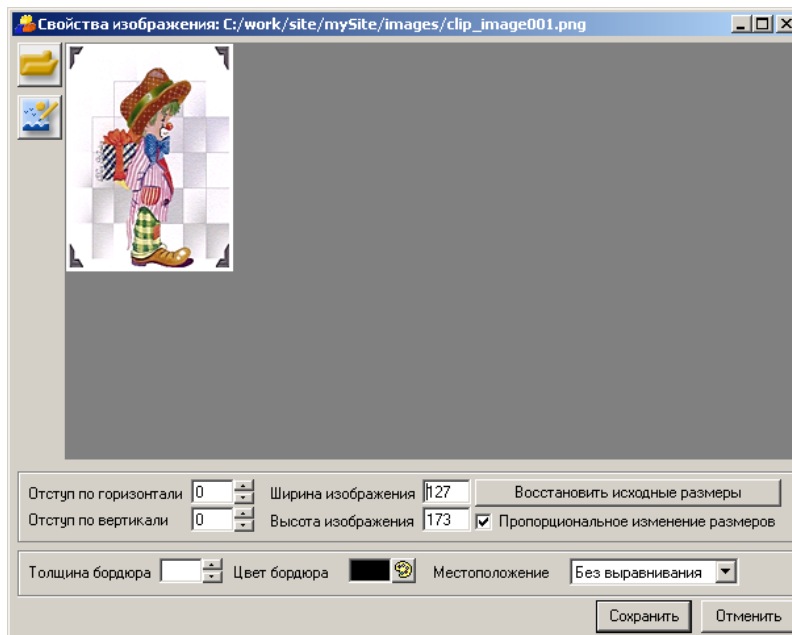 Свойства изображения: C:/work/site/mySite/images/clip_image001.png
Отступ по горизонтали 0 Ширина изображения 127 Восстановить исходные размеры
Отступ по вертикали 0 Высота изображения 173 Пропорциональное изменение размеров
Толщина бордюра Цвет бордюра Местоположение Без выравнивания
Сохранить Отменить